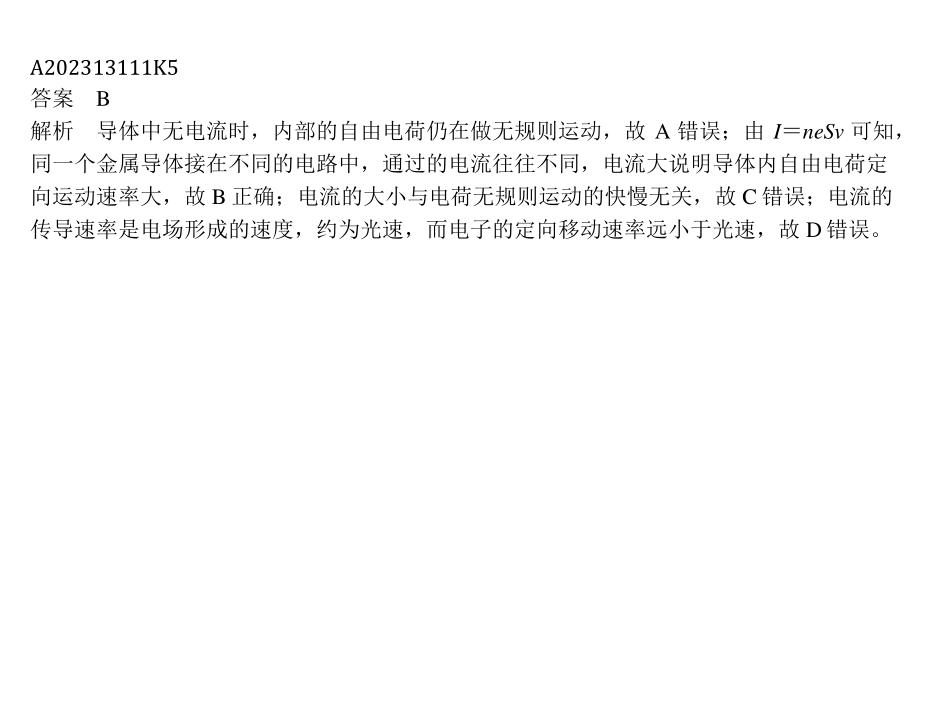 A202313111K5
答案　B
解析　导体中无电流时，内部的自由电荷仍在做无规则运动，故 A 错误；由 I＝neSv 可知，
同一个金属导体接在不同的电路中，通过的电流往往不同，电流大说明导体内自由电荷定
向运动速率大，故 B 正确；电流的大小与电荷无规则运动的快慢无关，故 C 错误；电流的
传导速率是电场形成的速度，约为光速，而电子的定向移动速率远小于光速，故 D 错误。